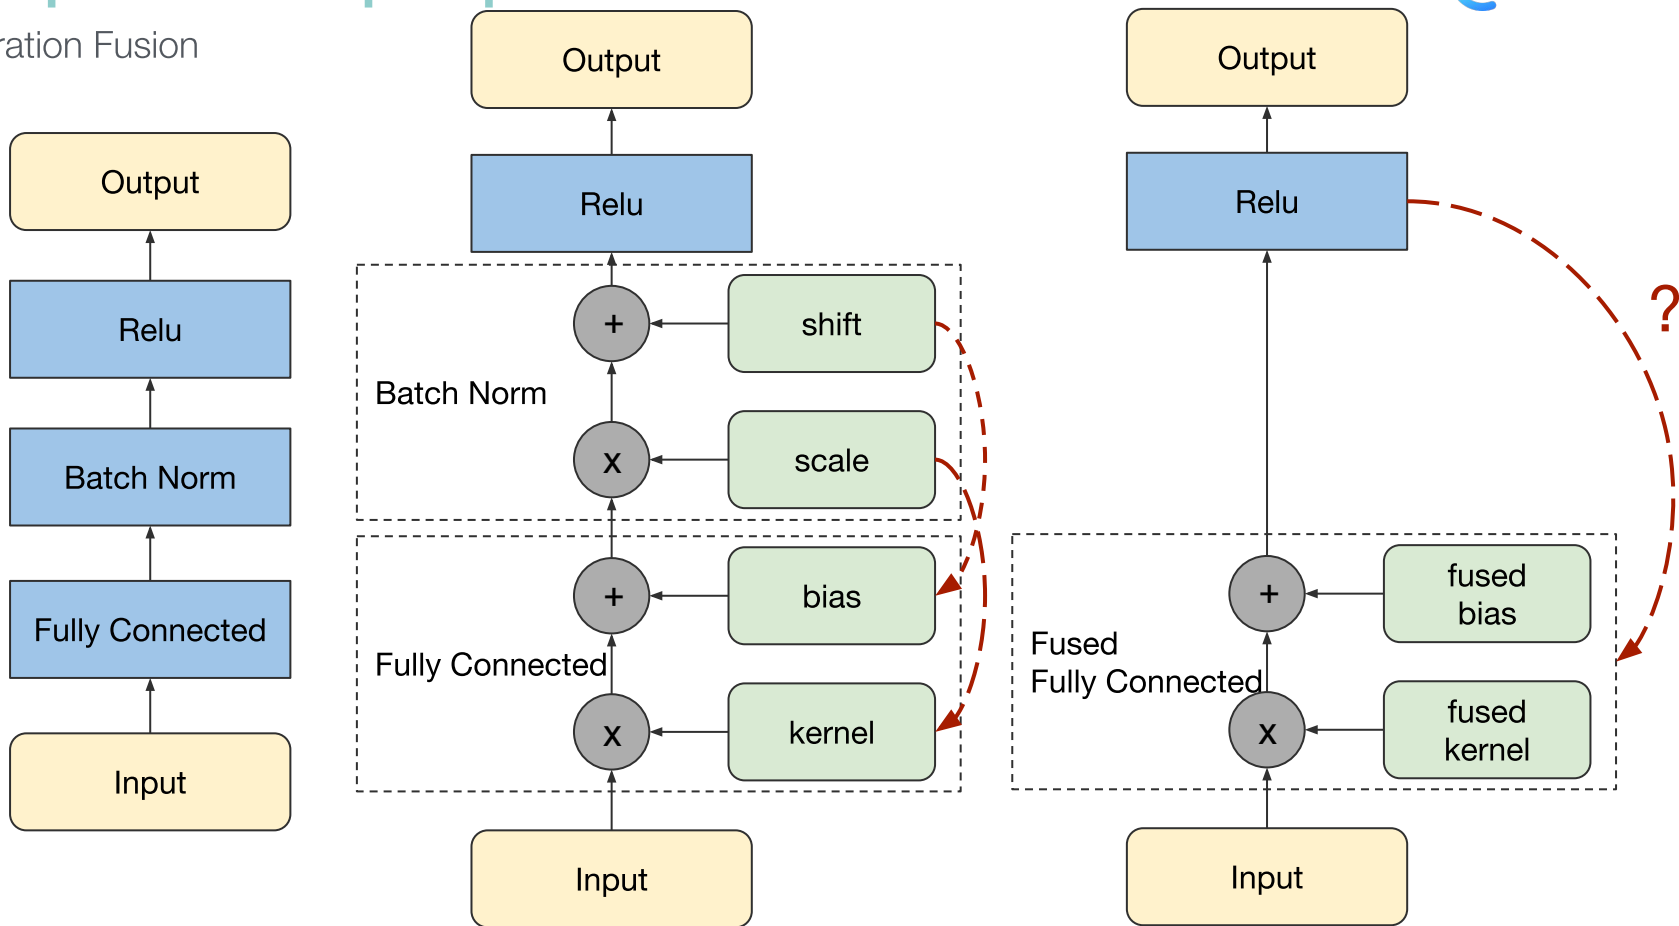 ration Fusion
Output
Relu
Batch Norm
Fully Connected
Input
Output
Relu
+
shift
Batch Norm
x
scale
+
bias
Fully Connected
x
kernel
Input
Output
Relu
?
+
fused
bias
Fused
Fully Connected
x
fused
kernel
Input